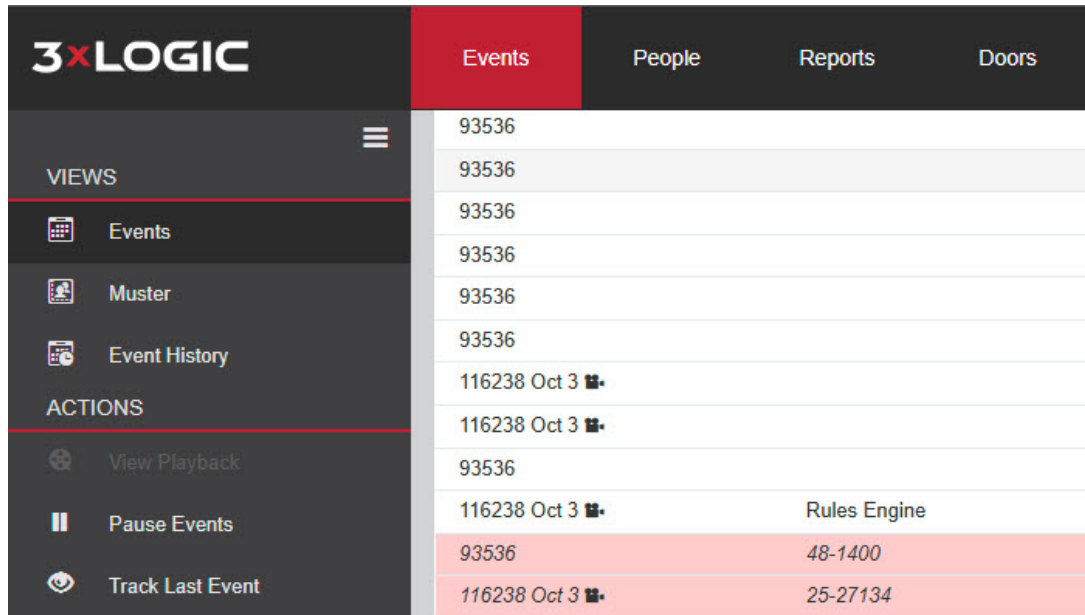 3xLOGIC
Events People Reports Doors
VIEWS
Events
Muster
Event History
ACTIONS
View Playback
Pause Events
Track Last Event
93536
93536
93536
93536
93536
93536
116238 Oct 3
116238 Oct 3
93536
116238 Oct 3 Rules Engine
93536 48-1400
116238 Oct 3 25-27134